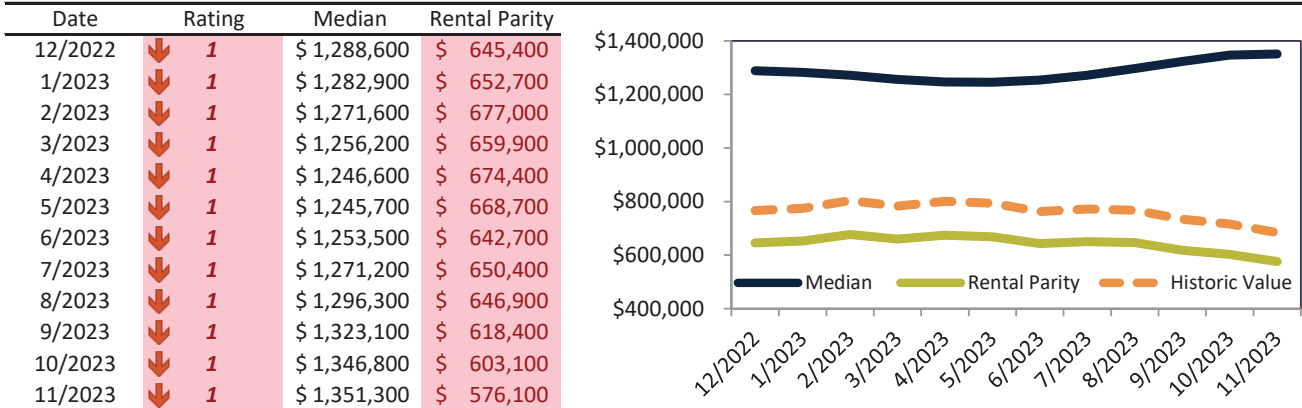 Date Rating Median Rental Parity
12/2022 1 $ 1,288,600 $ 645,400
1/2023 1 $ 1,282,900 $ 652,700
2/2023 1 $ 1,271,600 $ 677,000
3/2023 1 $ 1,256,200 $ 659,900
4/2023 1 $ 1,246,600 $ 674,400
5/2023 1 $ 1,245,700 $ 668,700
6/2023 1 $ 1,253,500 $ 642,700
7/2023 1 $ 1,271,200 $ 650,400
8/2023 1 $ 1,296,300 $ 646,900
9/2023 1 $ 1,323,100 $ 618,400
10/2023 1 $ 1,346,800 $ 603,100
11/2023 1 $ 1,351,300 $ 576,100
$1,400,000
$1,200,000
$1,000,000
$800,000
$600,000
$400,000
Median Rental Parity Historic Value
12/2022 1/2023 2/2023 3/2023 4/2023 5/2023 6/2023 7/2023 8/2023 9/2023 10/2023 11/2023